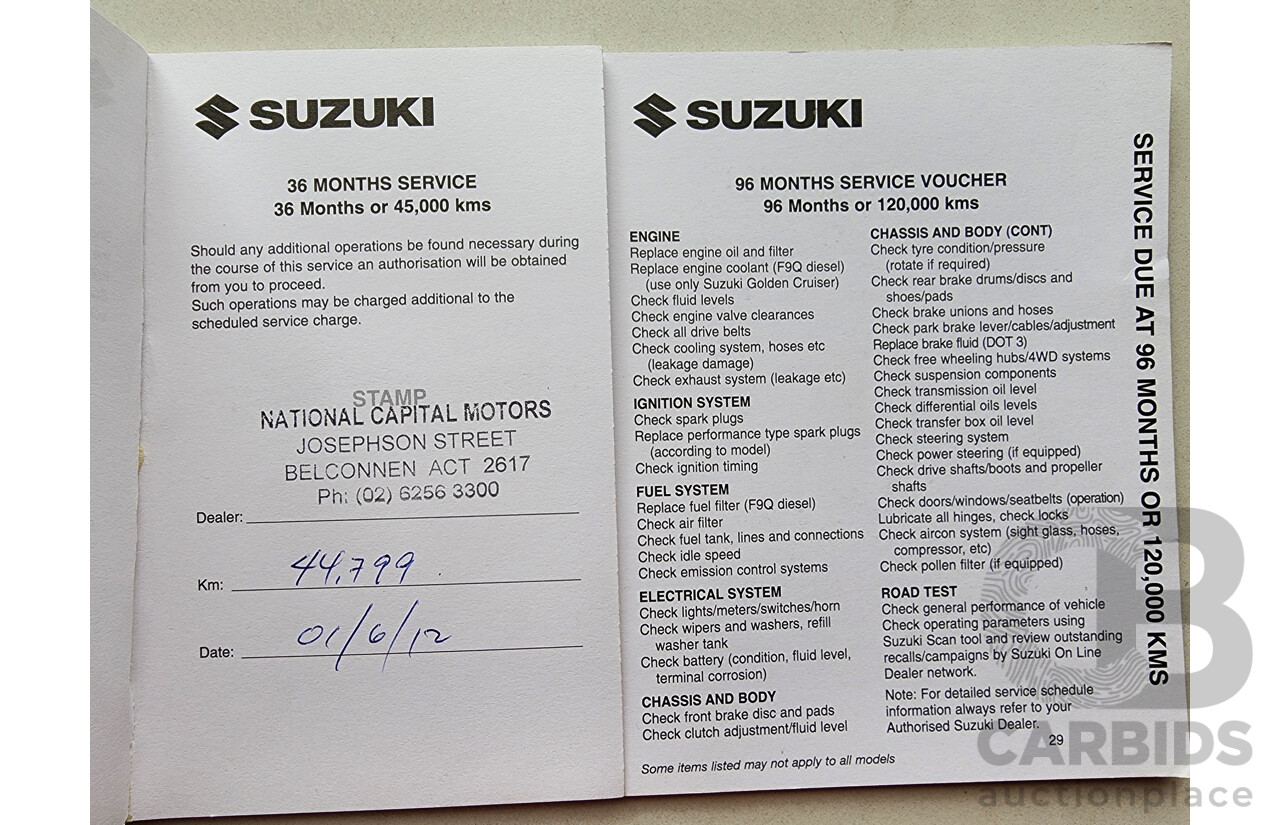 SUZUKI
36 MONTHS SERVICE
36 Months or 45,000 kms
Should any additional operations be found necessary during
the course of this service an authorisation will be obtained
from you to proceed.
Such operations may be charged additional to the
scheduled service charge.
STAMP
NATIONAL CAPITAL MOTORS
JOSEPHSON STREET
BELCONNEN ACT 2617
Ph: (02) 6256 3300
Dealer:
Km: 44,799
Date: 01/6/12
SUZUKI
96 MONTHS SERVICE VOUCHER
96 Months or 120,000 kms
ENGINE
Replace engine oil and filter
Replace engine coolant (F9Q diesel)
(use only Suzuki Golden Cruiser)
Check fluid levels
Check engine valve clearances
Check all drive belts
Check cooling system, hoses etc
(leakage damage)
Check exhaust system (leakage etc)
IGNITION SYSTEM
Check spark plugs
Replace performance type spark plugs
(according to model)
Check ignition timing
FUEL SYSTEM
Replace fuel filter (F9Q diesel)
Check air filter
Check fuel tank, lines and connections
Check idle speed
Check emission control systems
ELECTRICAL SYSTEM
Check lights/meters/switches/horn
Check wipers and washers, refill
washer tank
Check battery (condition, fluid level,
terminal corrosion)
CHASSIS AND BODY
Check front brake disc and pads
Check clutch adjustment/fluid level
Some items listed may not apply to all models
CHASSIS AND BODY (CONT)
Check tyre condition/pressure
(rotate if required)
Check rear brake drums/discs and
shoes/pads
Check brake unions and hoses
Check park brake lever/cables/adjustment
Replace brake fluid (DOT 3)
Check free wheeling hubs/4WD systems
Check suspension components
Check transmission oil level
Check differential oils levels
Check transfer box oil level
Check steering system
Check power steering (if equipped)
Check drive shafts/boots and propeller
shafts
Check doors/windows/seatbelts (operation)
Lubricate all hinges, check locks
Check aircon system (sight glass, hoses,
compressor, etc)
Check pollen filter (if equipped)
ROAD TEST
Check general performance of vehicle
Check operating parameters using
Suzuki Scan tool and review outstanding
recalls/campaigns by Suzuki On Line
Dealer network.
Note: For detailed service schedule
information always refer to your
Authorised Suzuki Dealer.
29
SERVICE DUE AT 96 MONTHS OR 120,000 KMS
CARBIDS
auctionplace